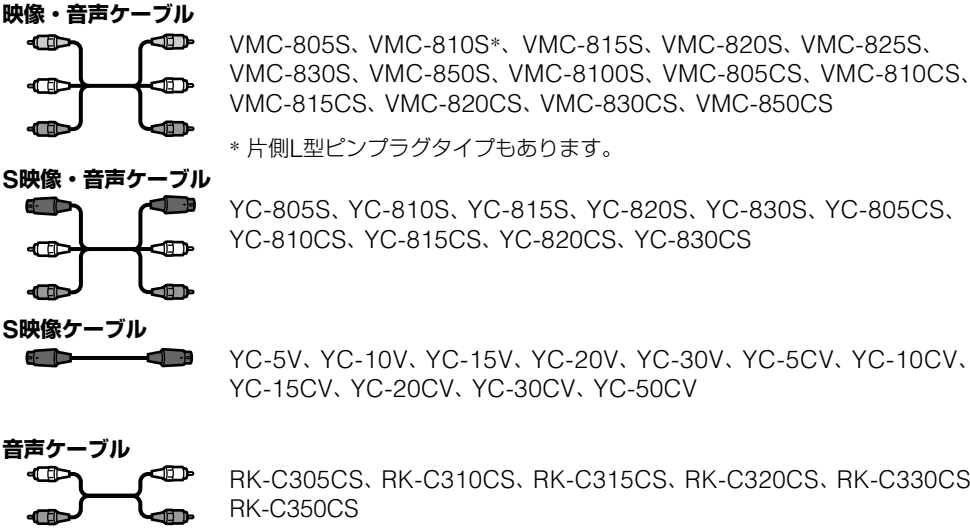 映像・音声ケーブル
VMC-805S、VMC-810S*、VMC-815S、VMC-820S、VMC-825S、
VMC-830S、VMC-850S、VMC-8100S、VMC-805CS、VMC-810CS、
VMC-815CS、VMC-820CS、VMC-830CS、VMC-850CS
* 片側L型ピンプラグタイプもあります。
S映像・音声ケーブル
YC-805S、YC-810S、YC-815S、YC-820S、YC-830S、YC-805CS、
YC-810CS、YC-815CS、YC-820CS、YC-830CS
S映像ケーブル
YC-5V、YC-10V、YC-15V、YC-20V、YC-30V、YC-5CV、YC-10CV、
YC-15CV、YC-20CV、YC-30CV、YC-50CV
音声ケーブル
RK-C305CS、RK-C310CS、RK-C315CS、RK-C320CS、RK-C330CS
RK-C350CS